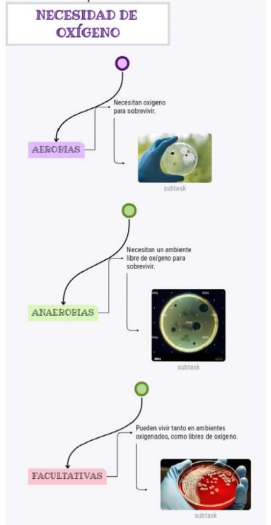 NECESIDAD DE
OXÍGENO
Necesitan oxigeno
para sobrevivir.
AEROBIAS
subtask
Necesitan un ambiente
libre de oxígeno para
sobrevivir.
ANAEROBIAS
subtask
Pueden vivir tanto en ambientes
oxigenados, como libres de oxígeno.
FACULTATIVAS
subtask